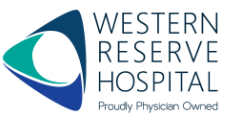 WESTERN
RESERVE
HOSPITAL
Proudly Physician Owned